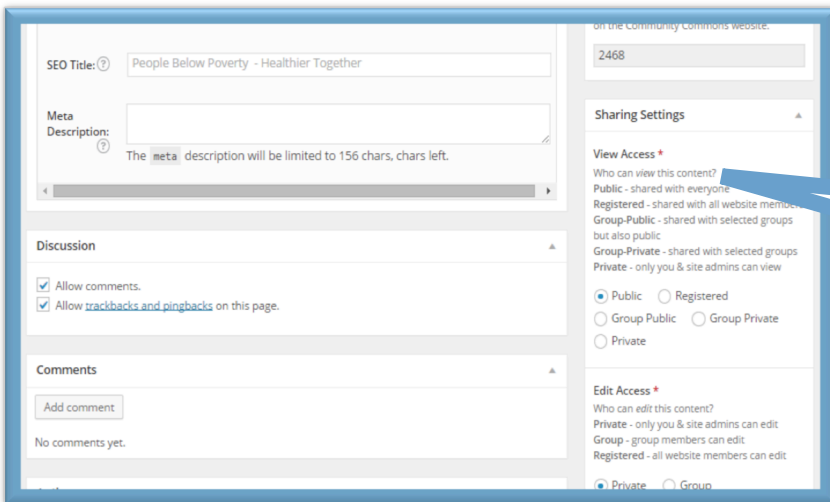 SEO Title: ?
People Below Poverty - Healthier Together
Meta
Description:
?
The meta description will be limited to 156 chars, chars left.
Discussion
Allow comments.
Allow trackbacks and pingbacks on this page.
Comments
Add comment
No comments yet.
on the Community Commons website.
2468
Sharing Settings
View Access *
Who can view this content?
Public - shared with everyone
Registered - shared with all website members
Group-Public - shared with selected groups
but also public
Group-Private - shared with selected groups
Private - only you & site admins can view
Public Registered
Group Public Group Private
Private
Edit Access *
Who can edit this content?
Private - only you & site admins can edit
Group - group members can edit
Registered - all website members can edit
Private Group